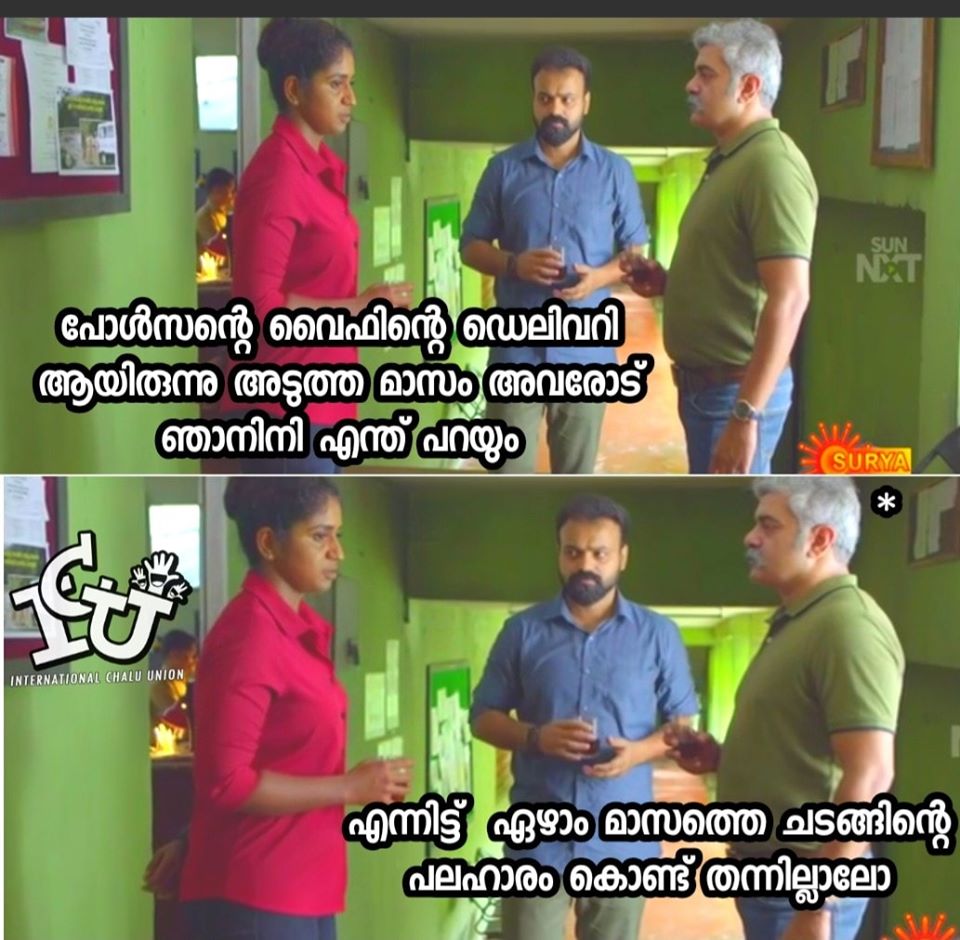 SUN
NXT
പോൾസന്റെ വൈഫിന്റെ ഡെലിവറി
ആയിരുന്നു അടുത്ത മാസം അവരോട്
ഞാനിനി എന്ത് പറയും
SURYA
*
ICU
INTERNATIONAL CHALU UNION
എന്നിട്ട് ഏഴാം മാസത്തെ ചടങ്ങിന്റെ
പലഹാരം കൊണ്ട് തന്നില്ലാലോ